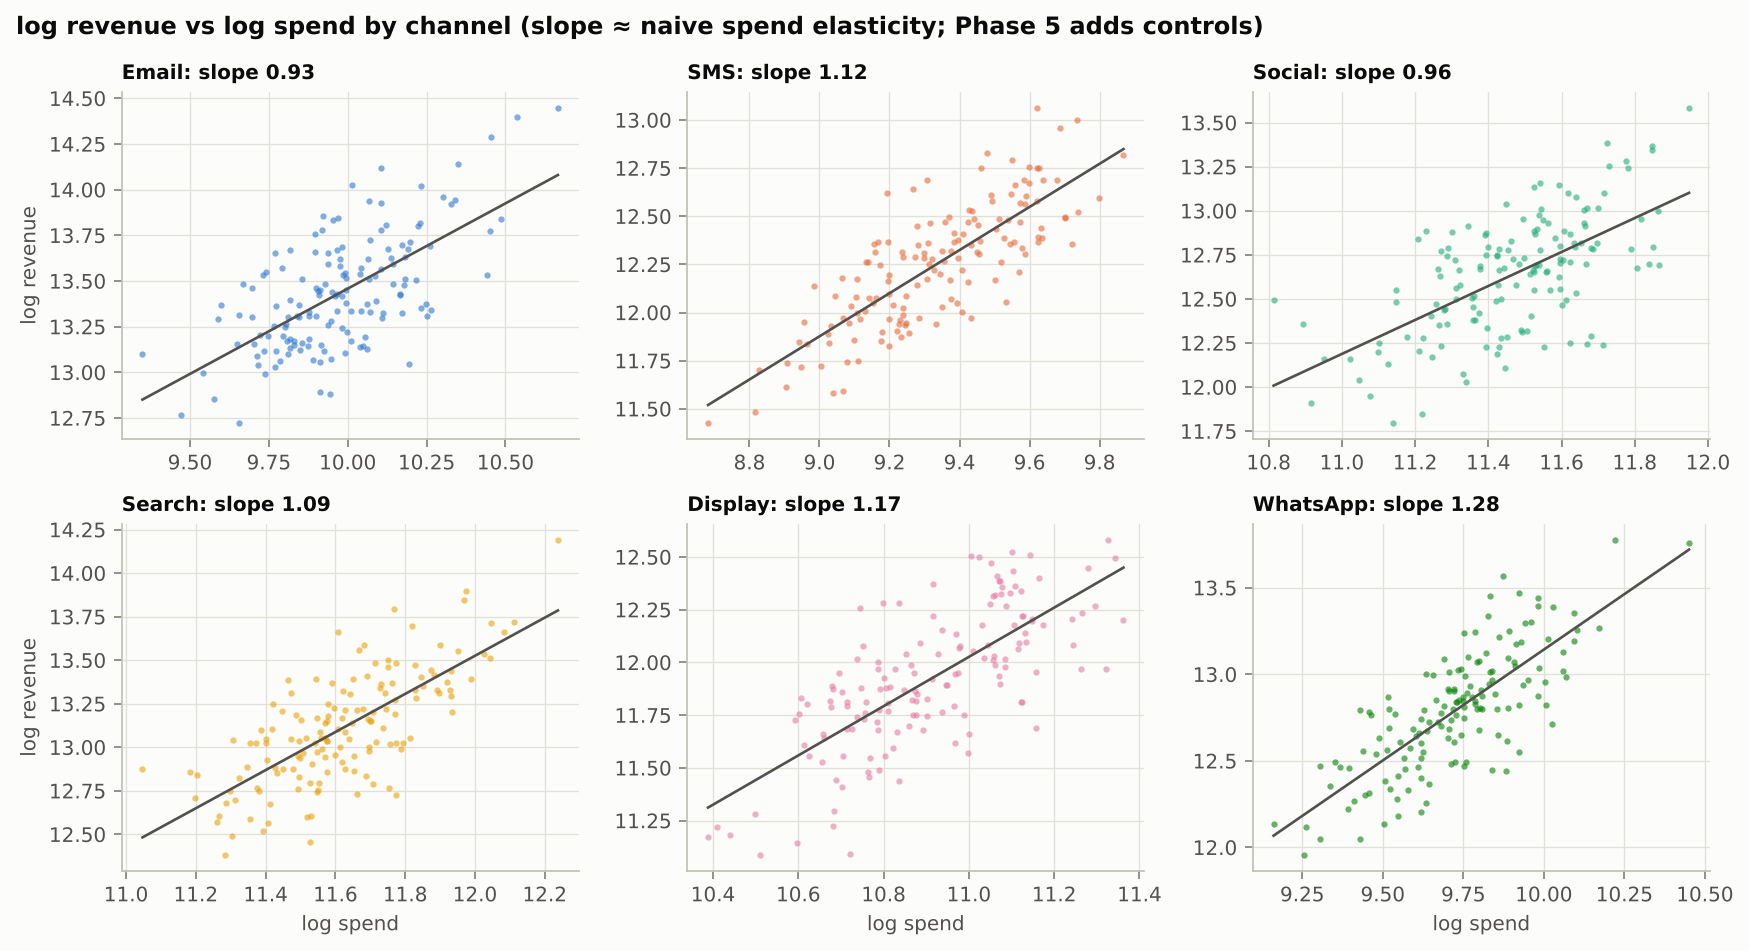 log revenue vs log spend by channel (slope ≈ naive spend elasticity; Phase 5 adds controls)
Email: slope 0.93
SMS: slope 1.12
Social: slope 0.96
log revenue
14.50
14.25
14.00
13.75
13.50
13.25
13.00
12.75
9.50 9.75 10.00 10.25 10.50
13.00
12.75
12.50
12.25
12.00
11.75
11.50
8.8 9.0 9.2 9.4 9.6 9.8
13.50
13.25
13.00
12.75
12.50
12.25
12.00
11.75
10.8 11.0 11.2 11.4 11.6 11.8 12.0
Search: slope 1.09
Display: slope 1.17
WhatsApp: slope 1.28
log revenue
14.25
14.00
13.75
13.50
13.25
13.00
12.75
12.50
11.0 11.2 11.4 11.6 11.8 12.0 12.2
log spend
12.50
12.25
12.00
11.75
11.50
11.25
10.4 10.6 10.8 11.0 11.2 11.4
log spend
13.5
13.0
12.5
12.0
9.25 9.50 9.75 10.00 10.25 10.50
log spend